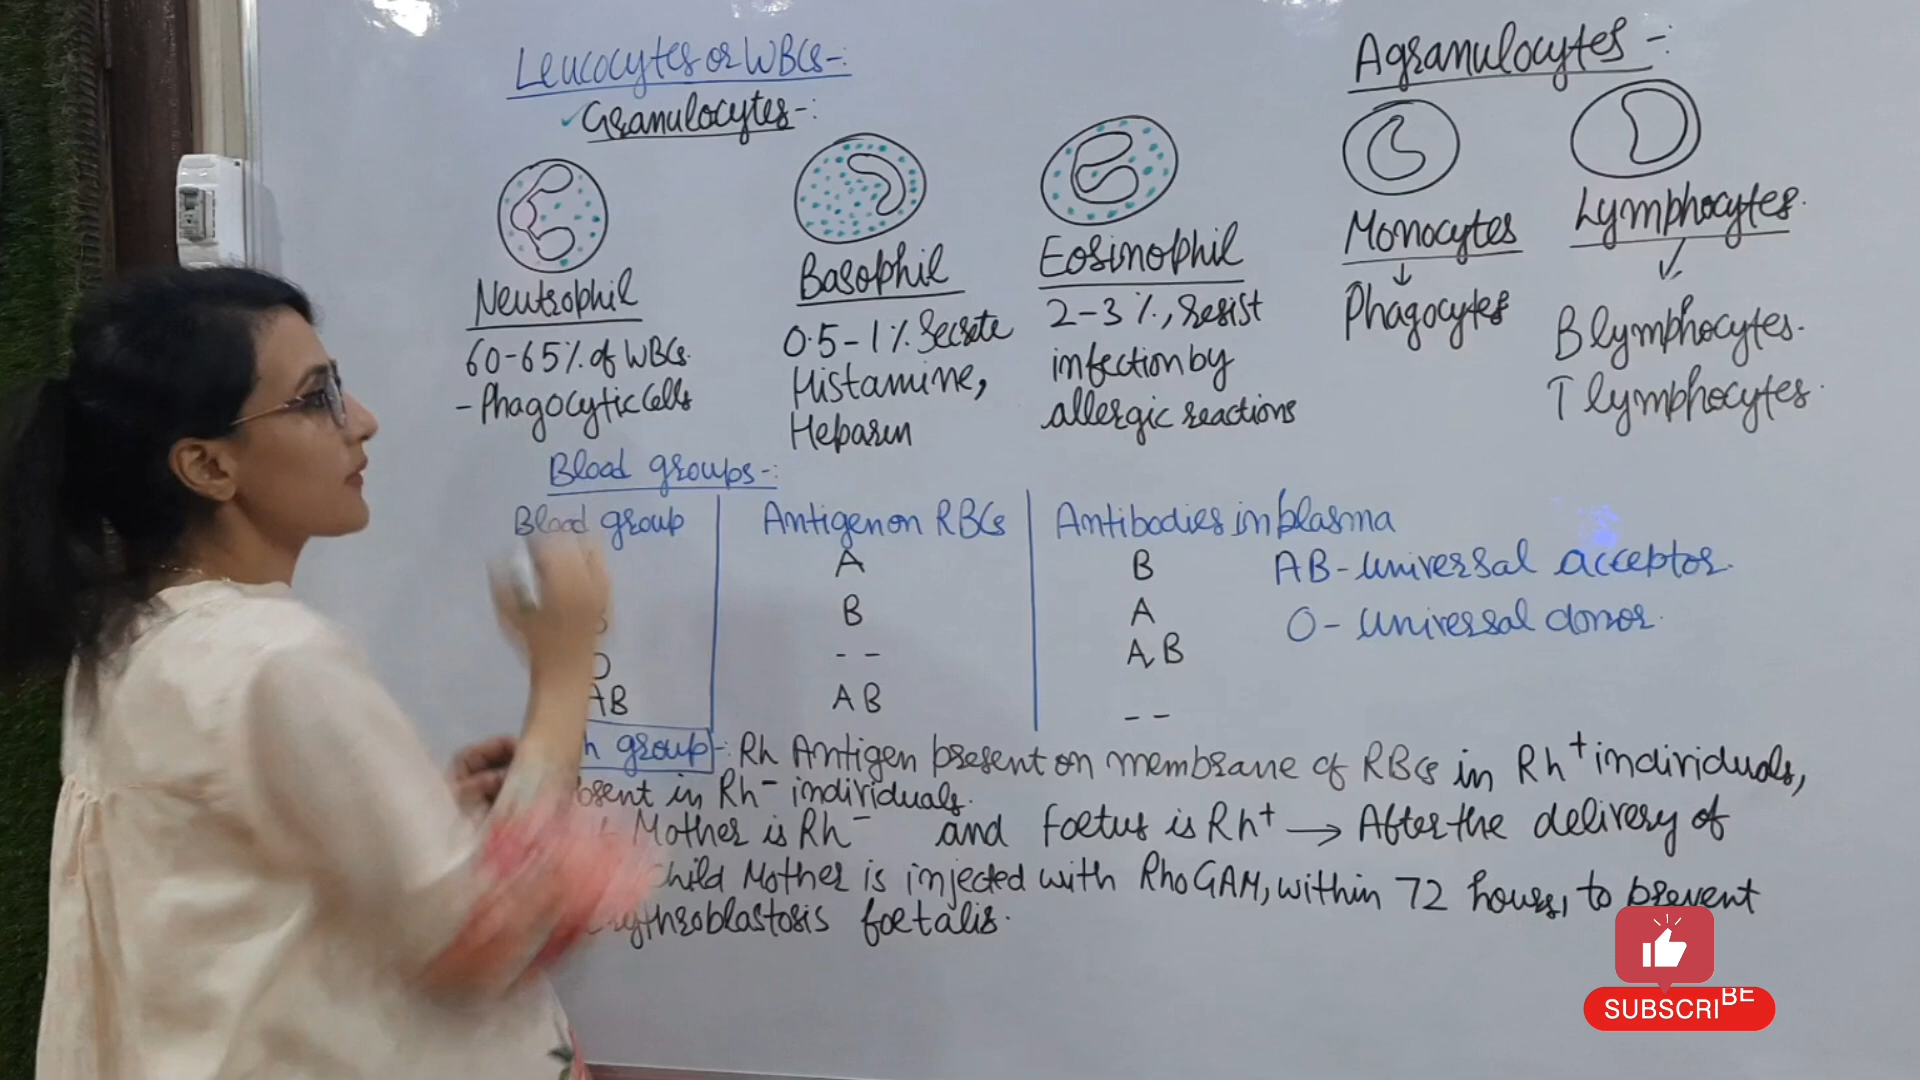 Leucocytes or WBCs-:
Granulocytes-:
Agranulocytes-:
Neutrophil
60-65% of WBCs
- Phagocytic Cells
Basophil
0.5-1% Secrete
Histamine,
Heparin
Eosinophil
2-3%, resist
infection by
allergic reactions
Monocytes
↓
Phagocytes
Lymphocytes.
B lymphocytes.
T lymphocytes.
Blood groups-:
Blood group Antigen on RBCs Antibodies in plasma
A B
B A
-- A, B
AB AB --
AB- universal acceptor.
O- universal donor.
group-: Rh Antigen present on membrane of RBCs in Rh+ individuals,
in Rh- individuals.
Mother is Rh- and foetus is Rh+ → After the delivery of
child Mother is injected with RhoGAM, within 72 hours, to prevent
foetalis.
SUBSCRIBE